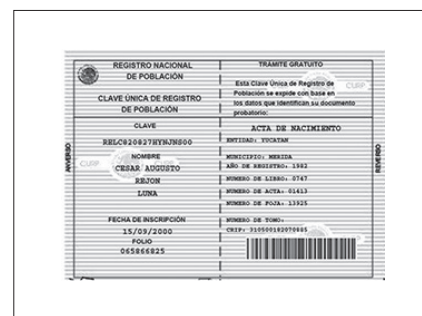 REGISTRO NACIONAL
DE POBLACIÓN
CLAVE ÚNICA DE REGISTRO
DE POBLACIÓN
CLAVE
RELC820827HYNJNS00
NOMBRE
CESAR AUGUSTO
REJON
LUNA
FECHA DE INSCRIPCIÓN
15/09/2000
FOLIO
065866825
ANVERSO
TRÁMITE GRATUITO
Esta Clave Única de Registro de
Población se expide con base en
los datos que identifican su documento
probatorio:
ACTA DE NACIMIENTO
ENTIDAD: YUCATAN
MUNICIPIO: MERIDA
AÑO DE REGISTRO: 1982
NUMERO DE LIBRO: 0747
NUMERO DE ACTA: 01413
NUMERO DE FOJA: 13925
NUMERO DE TOMO:
CRIP: 310500182070885
REVERSO
CURP
CURP